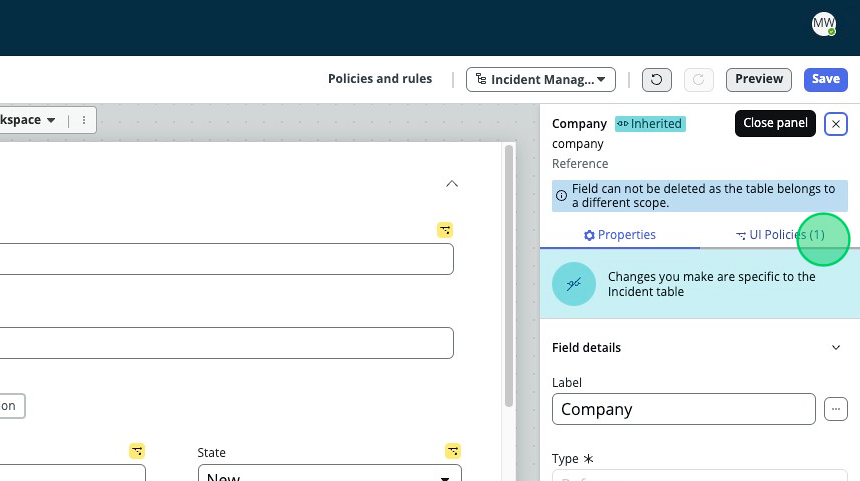 MW
Policies and rules
Incident Manag...
Preview
Save
kspace
Company
Inherited
Close panel
company
Reference
Field can not be deleted as the table belongs to
a different scope.
Properties
UI Policies (1)
Changes you make are specific to the
Incident table
Field details
Label
Company
on
Type
State
New